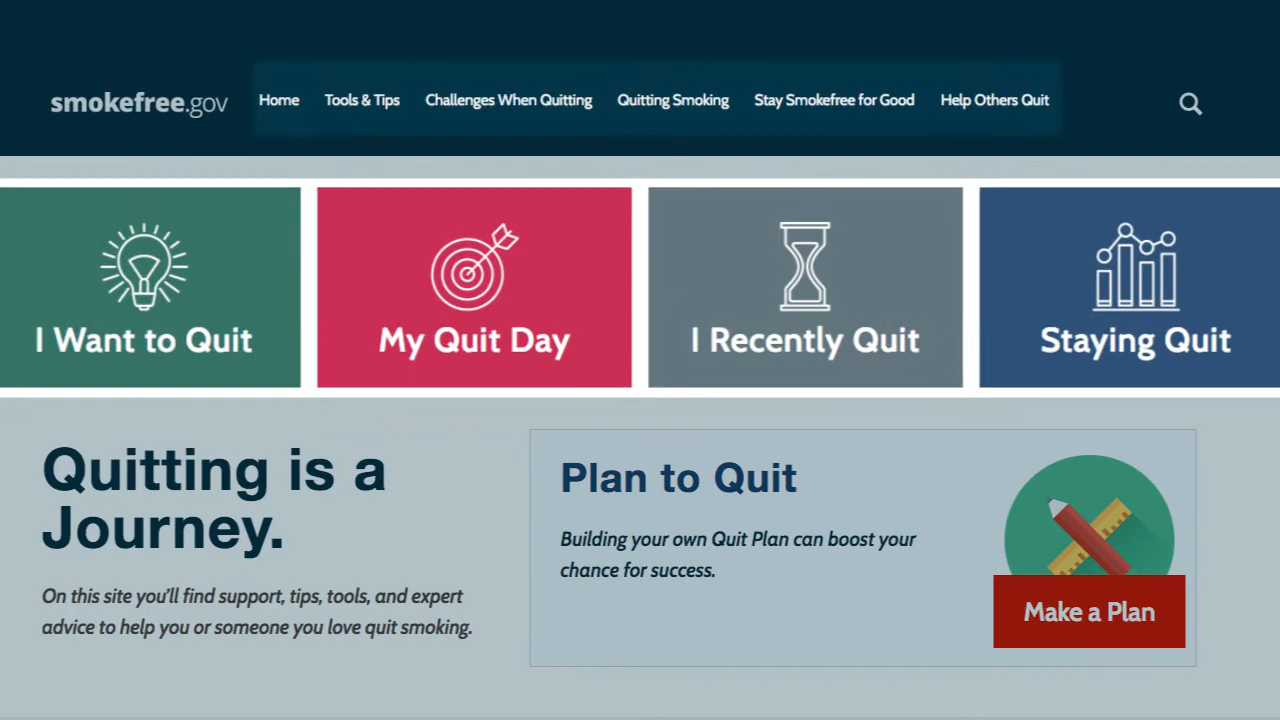 smokefree.gov
Home Tools & Tips Challenges When Quitting Quitting Smoking Stay Smokefree for Good Help Others Quit
I Want to Quit
My Quit Day
I Recently Quit
Staying Quit
Quitting is a
Journey.
On this site you'll find support, tips, tools, and expert
advice to help you or someone you love quit smoking.
Plan to Quit
Building your own Quit Plan can boost your
chance for success.
Make a Plan